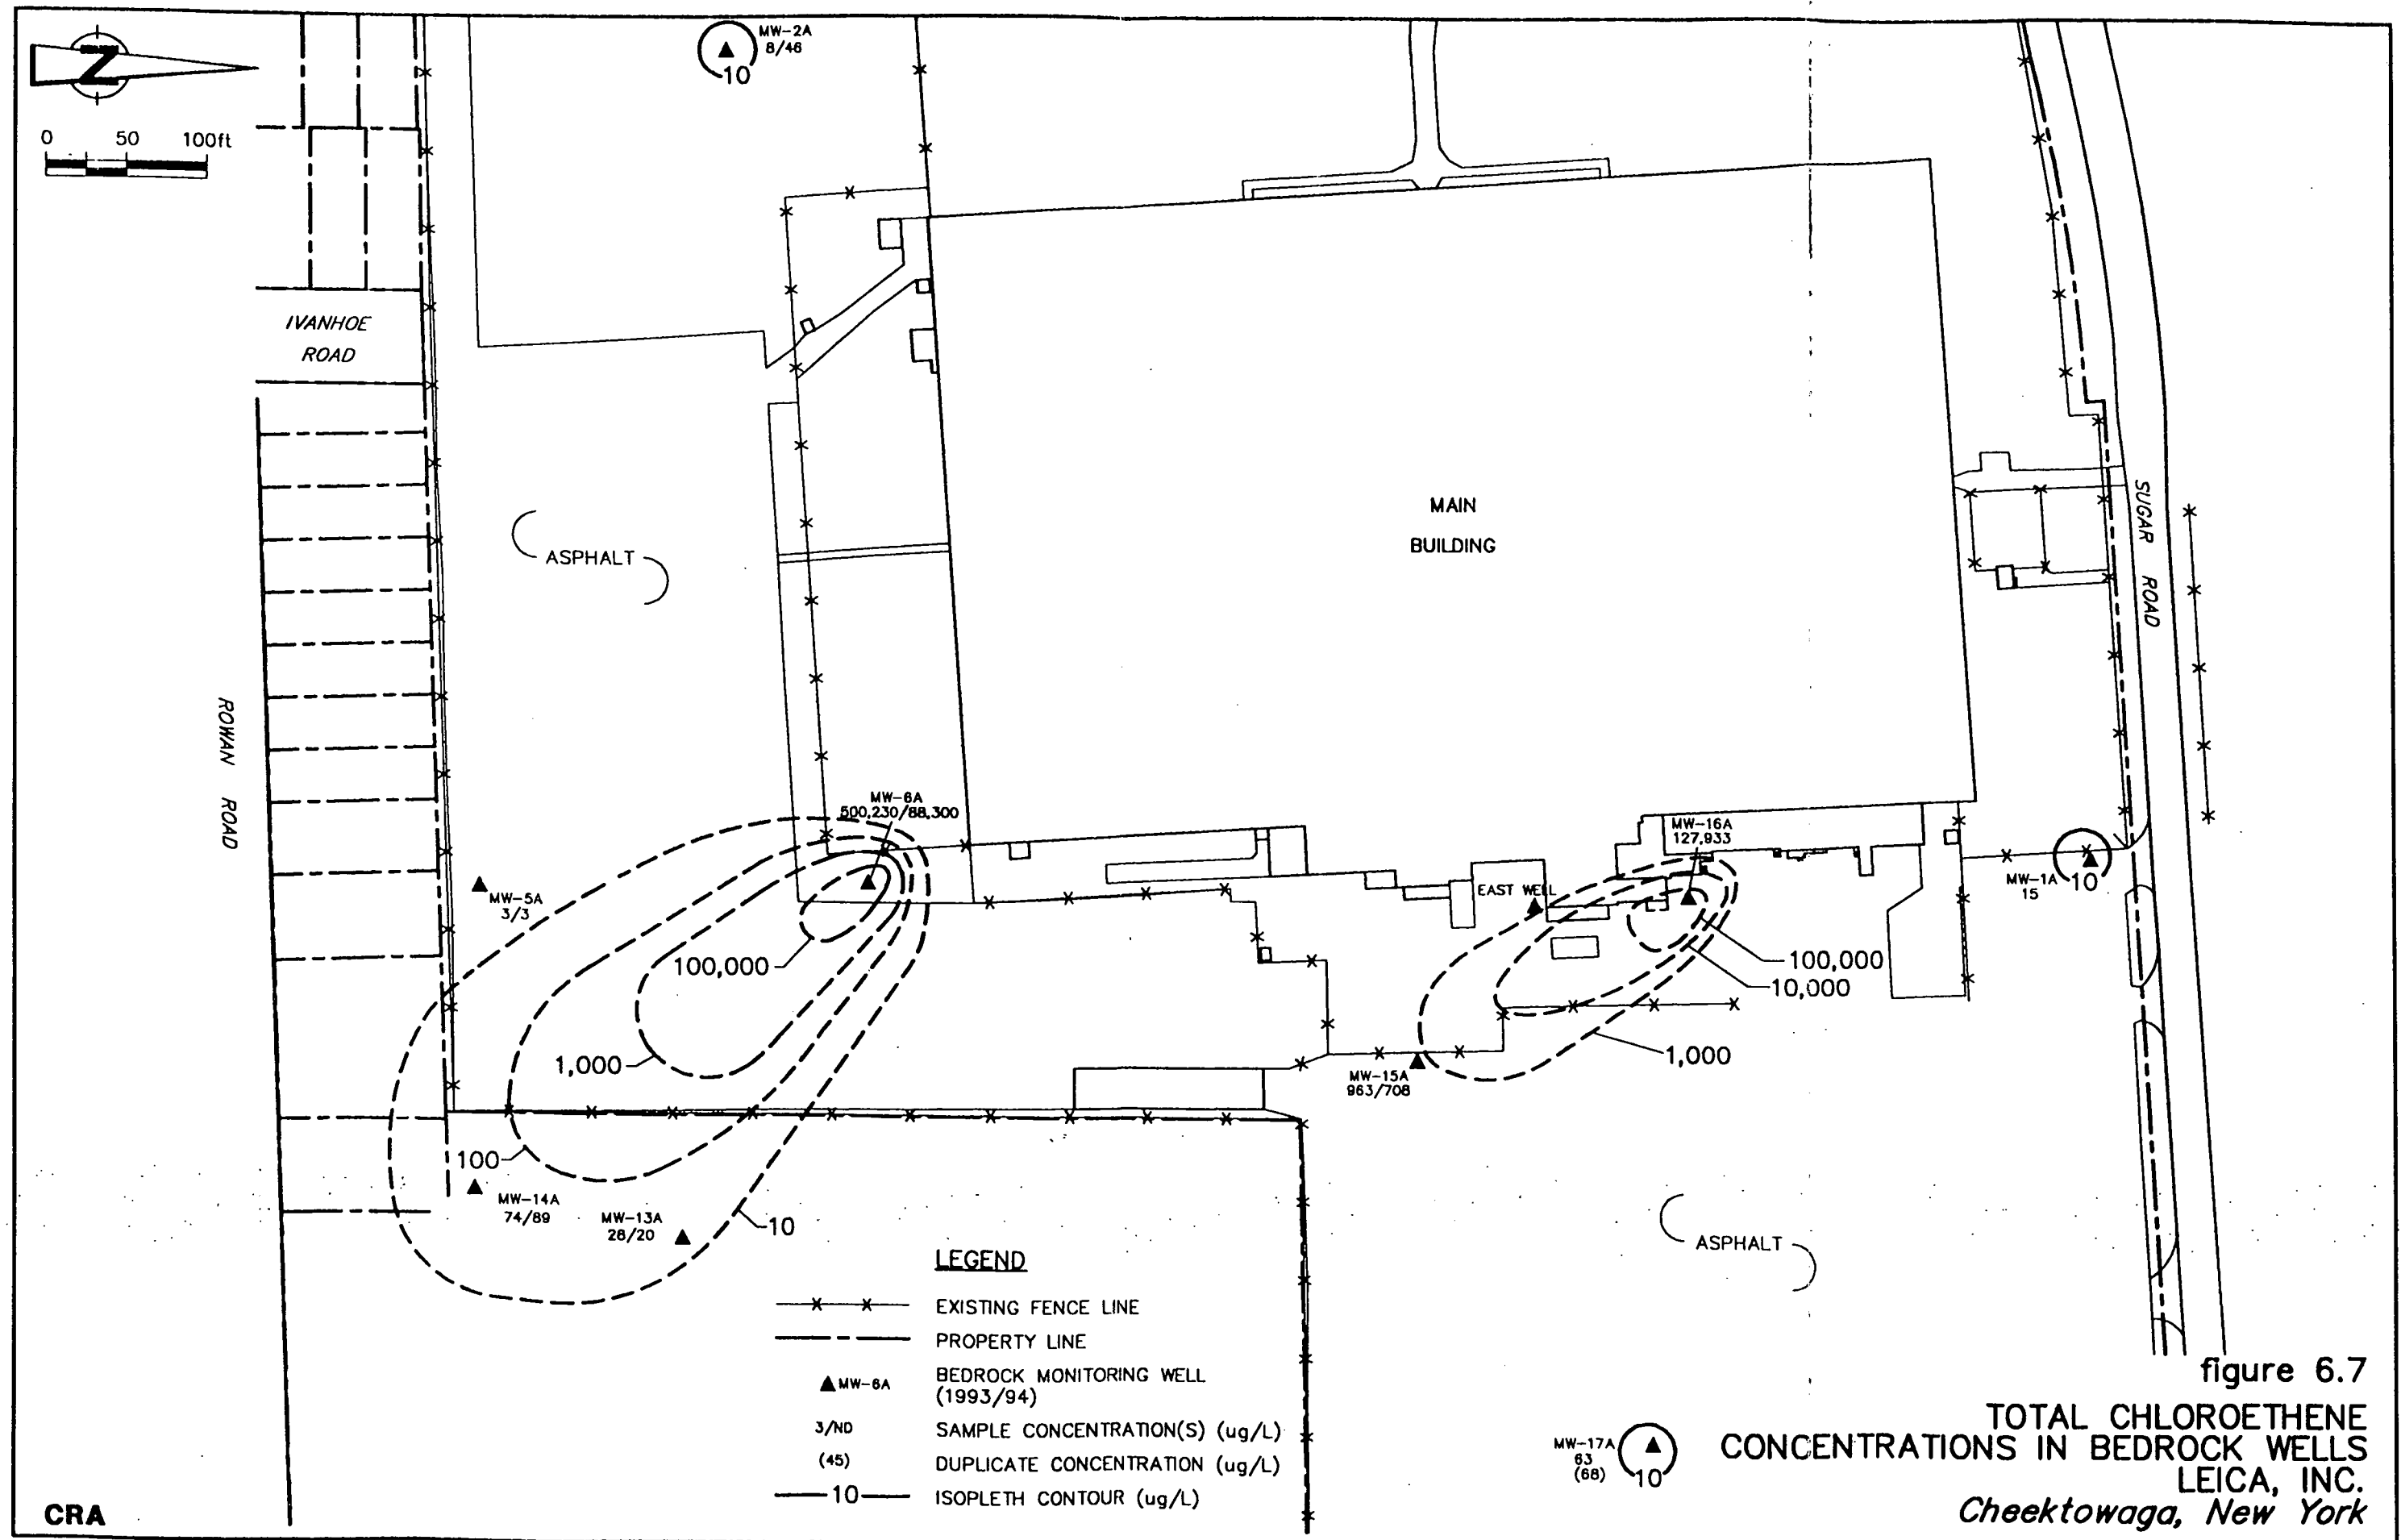 MW-2A
8/46
10
N
0 50 100ft
IVANHOE
ROAD
MAIN
BUILDING
ASPHALT
SUGAR ROAD
ROWAN ROAD
MW-6A
500,230/88,300
MW-16A
127,933
MW-5A
3/3
EAST WELL
MW-1A
15
10
100,000
100,000
10,000
1,000
1,000
MW-15A
963/708
100
MW-14A
74/89
MW-13A
28/20
10
ASPHALT
LEGEND
X X EXISTING FENCE LINE
PROPERTY LINE
MW-6A BEDROCK MONITORING WELL
(1993/94)
3/ND SAMPLE CONCENTRATION(S) (ug/L)
(45) DUPLICATE CONCENTRATION (ug/L)
10 ISOPLETH CONTOUR (ug/L)
MW-17A
63
(68)
10
figure 6.7
TOTAL CHLOROETHENE
CONCENTRATIONS IN BEDROCK WELLS
LEICA, INC.
Cheektowaga, New York
CRA